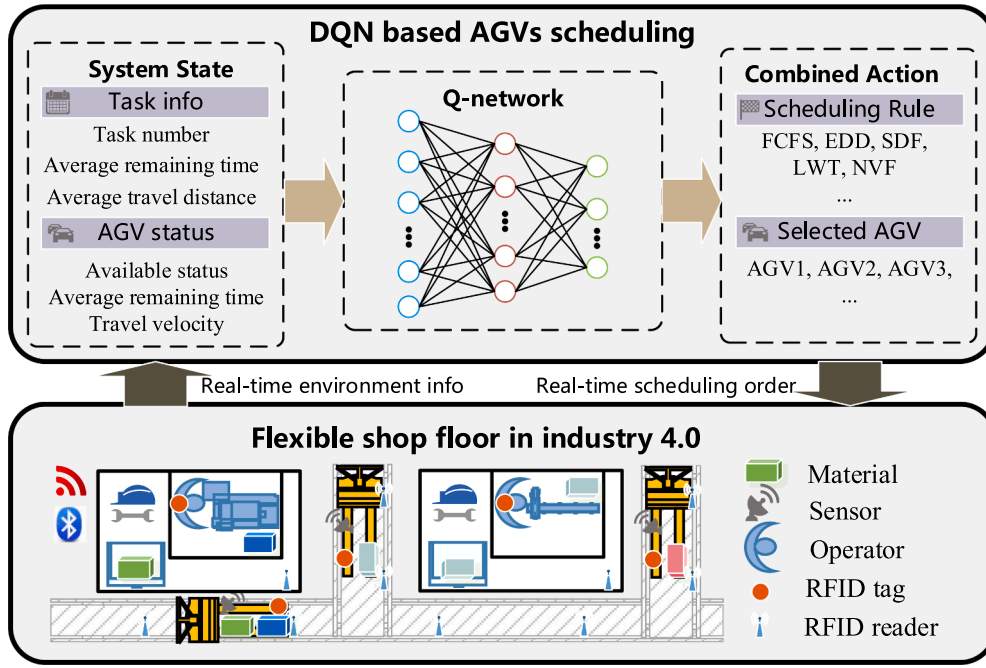 DQN based AGVs scheduling
System State
Task info
Task number
Average remaining time
Average travel distance
AGV status
Available status
Average remaining time
Travel velocity
Q-network
Combined Action
Scheduling Rule
FCFS, EDD, SDF,
LWT, NVF
...
Selected AGV
AGV1, AGV2, AGV3,
...
Real-time environment info
Real-time scheduling order
Flexible shop floor in industry 4.0
Material
Sensor
Operator
RFID tag
RFID reader